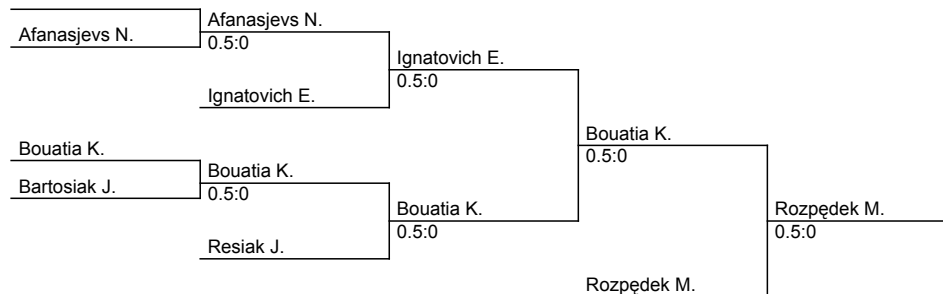 Afanasjevs N.
Afanasjevs N.
0.5:0
Ignatovich E.
Ignatovich E.
0.5:0
Bouatia K.
Bartosiak J.
Bouatia K.
0.5:0
Resiak J.
Bouatia K.
0.5:0
Bouatia K.
0.5:0
Rozpędek M.
Rozpędek M.
0.5:0